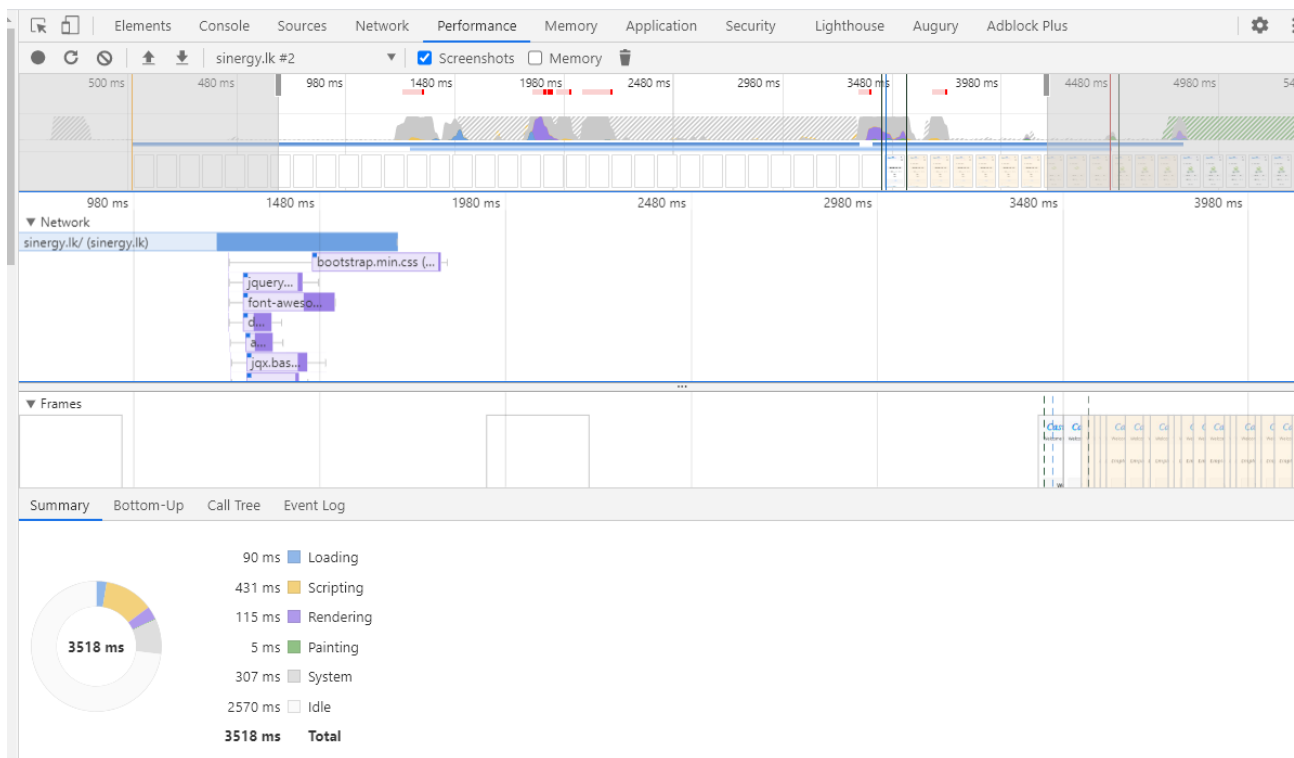 Elements Console Sources Network Performance Memory Application Security Lighthouse Augury Adblock Plus
sinergy.lk #2 Screenshots Memory
500 ms 480 ms 980 ms 1480 ms 1980 ms 2480 ms 2980 ms 3480 ms 3980 ms 4480 ms 4980 ms 54
980 ms 1480 ms 1980 ms 2480 ms 2980 ms 3480 ms 3980 ms
Network
sinergy.lk/ (sinergy.lk)
bootstrap.min.css (...
jquery...
font-aweso...
d...
a...
jqx.bas...
Frames
Summary Bottom-Up Call Tree Event Log
90 ms Loading
431 ms Scripting
115 ms Rendering
3518 ms
5 ms Painting
307 ms System
2570 ms Idle
3518 ms Total